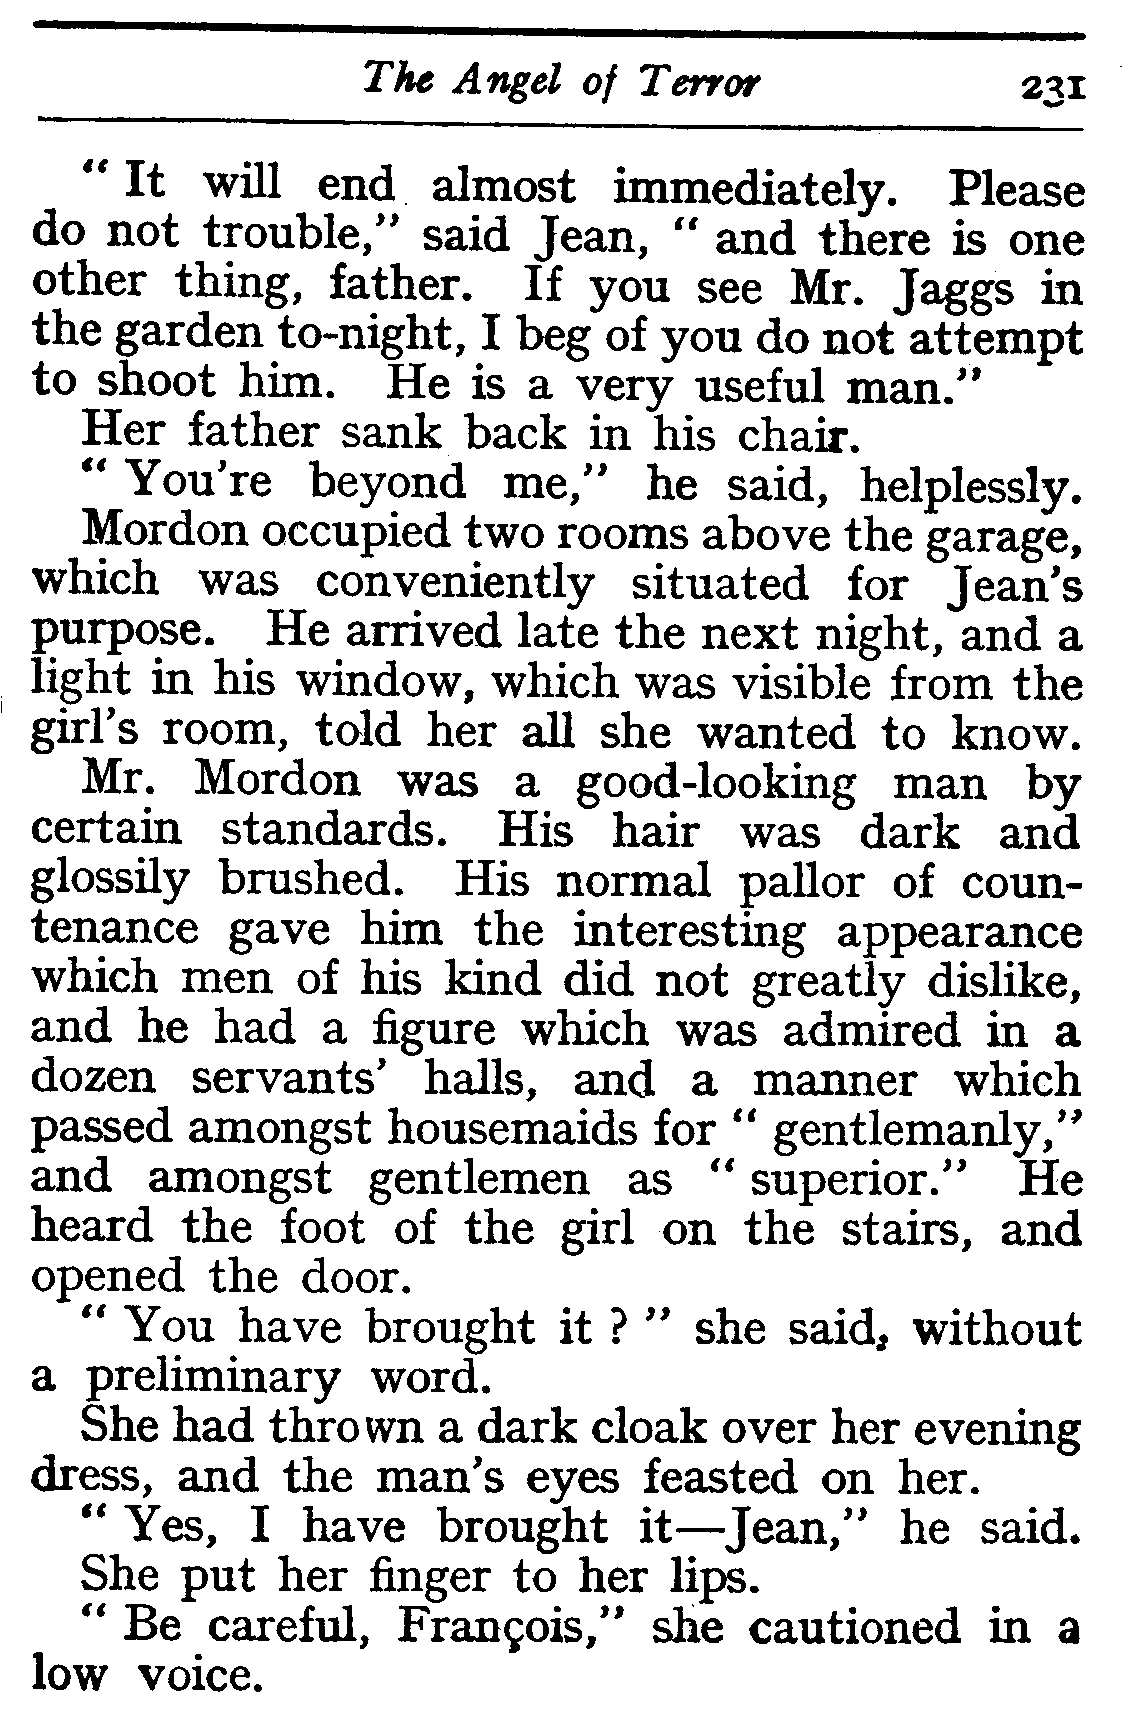 The Angel of Terror 231
“ It will end almost immediately. Please
do not trouble,” said Jean, “ and there is one
other thing, father. If you see Mr. Jaggs in
the garden to-night, I beg of you do not attempt
to shoot him. He is a very useful man.”
Her father sank back in his chair.
“ You're beyond me,” he said, helplessly.
Mordon occupied two rooms above the garage,
which was conveniently situated for Jean's
purpose. He arrived late the next night, and a
light in his window, which was visible from the
girl's room, told her all she wanted to know.
Mr. Mordon was a good-looking man by
certain standards. His hair was dark and
glossily brushed. His normal pallor of coun-
tenance gave him the interesting appearance
which men of his kind did not greatly dislike,
and he had a figure which was admired in a
dozen servants' halls, and a manner which
passed amongst housemaids for “ gentlemanly,”
and amongst gentlemen as “ superior.” He
heard the foot of the girl on the stairs, and
opened the door.
“ You have brought it ? ” she said, without
a preliminary word.
She had thrown a dark cloak over her evening
dress, and the man's eyes feasted on her.
“ Yes, I have brought it—Jean,” he said.
She put her finger to her lips.
“ Be careful, François,” she cautioned in a
low voice.